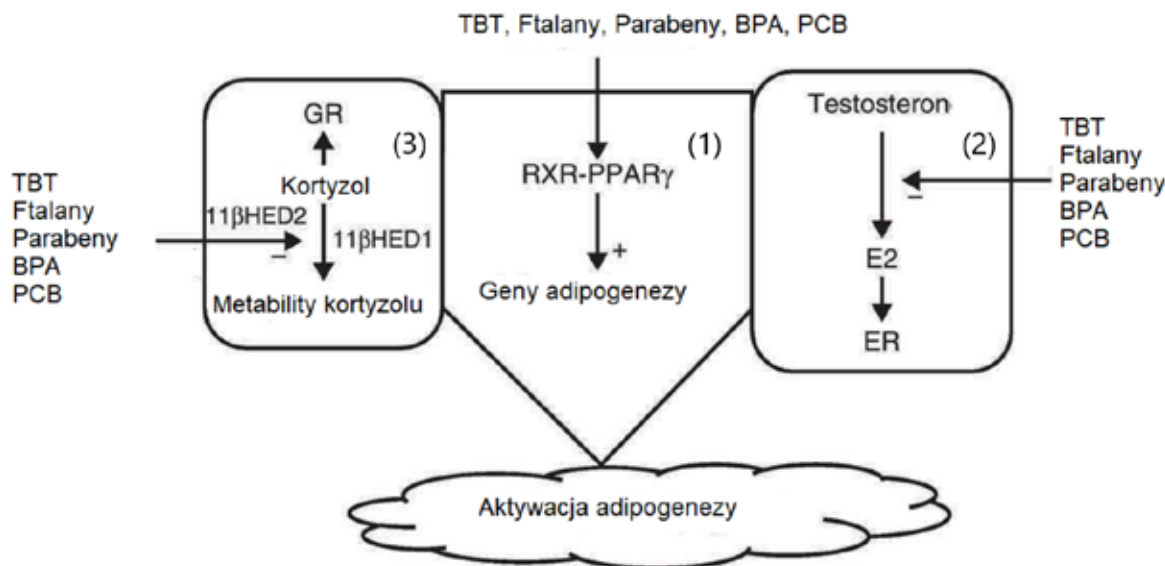 TBT, Ftalany, Parabeny, BPA, PCB
GR
(3)
Kortyzol
11βHED2
11βHED1
–
Metability kortyzolu
TBT
Ftalany
Parabeny
BPA
PCB
(1)
RXR-PPARγ
+
Geny adipogenezy
Testosteron
(2)
–
E2
ER
TBT
Ftalany
Parabeny
BPA
PCB
Aktywacja adipogenezy